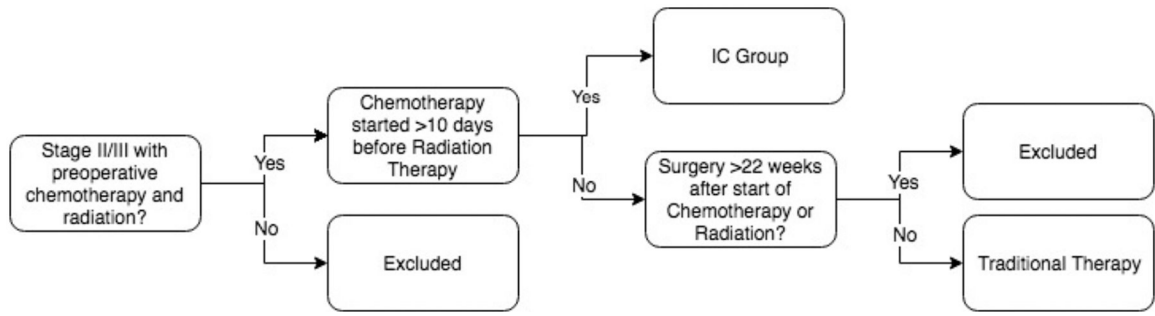 Stage II/III with
preoperative
chemotherapy and
radiation?
Yes
No
Chemotherapy
started >10 days
before Radiation
Therapy
Excluded
Yes
No
IC Group
Surgery >22 weeks
after start of
Chemotherapy or
Radiation?
Yes
No
Excluded
Traditional Therapy